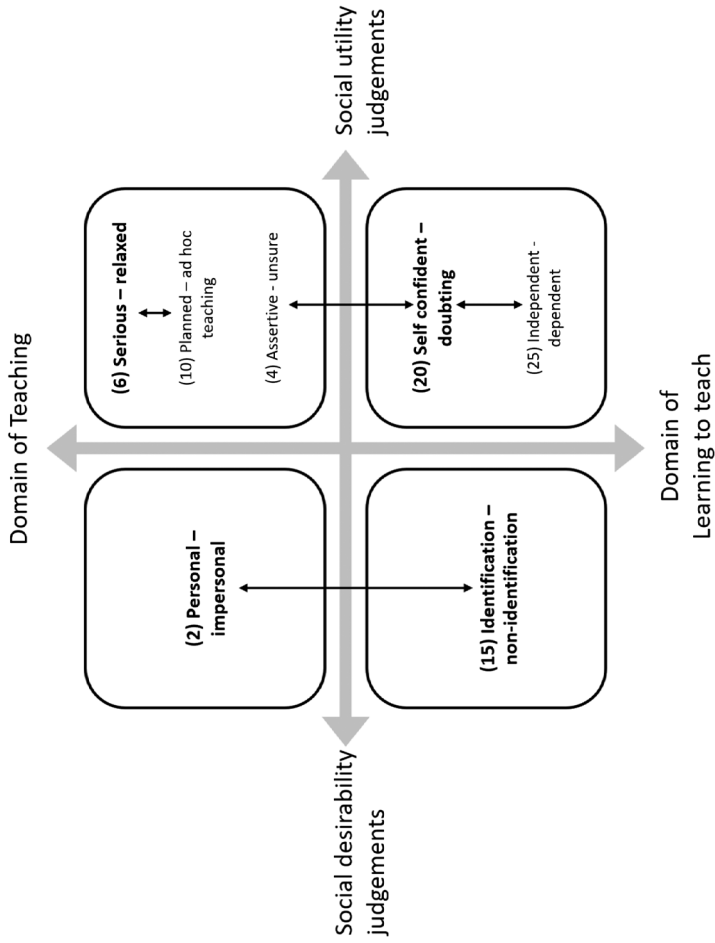 Domain of Teaching
(2) Personal –
impersonal
(6) Serious – relaxed
(10) Planned – ad hoc
teaching
(4) Assertive - unsure
Social desirability
judgements
Social utility
judgements
(15) Identification –
non-identification
(20) Self confident –
doubting
(25) Independent -
dependent
Domain of
Learning to teach